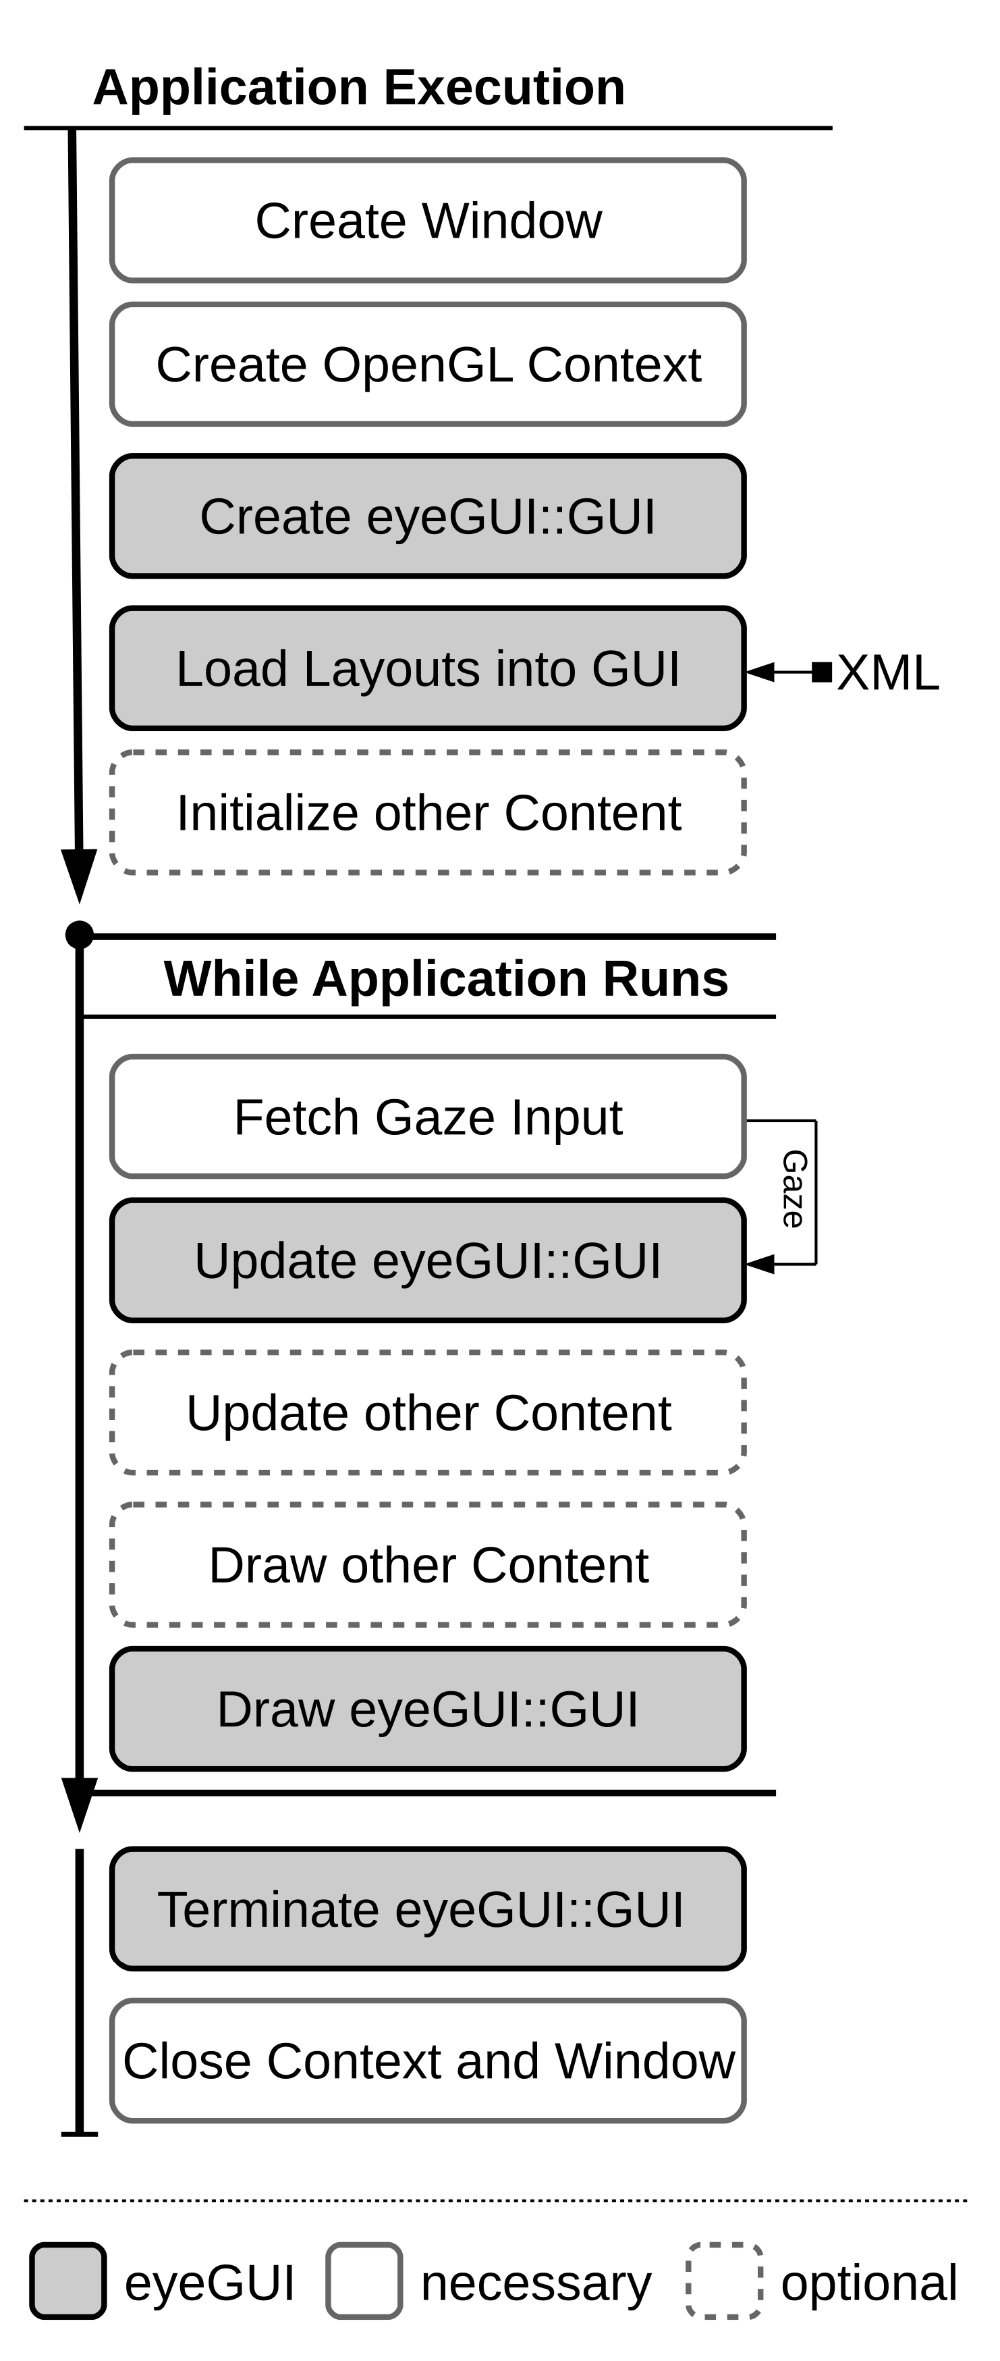 Application Execution
Create Window
Create OpenGL Context
Create eyeGUI::GUI
Load Layouts into GUI
XML
Initialize other Content
While Application Runs
Fetch Gaze Input
Gaze
Update eyeGUI::GUI
Update other Content
Draw other Content
Draw eyeGUI::GUI
Terminate eyeGUI::GUI
Close Context and Window
eyeGUI
necessary
optional